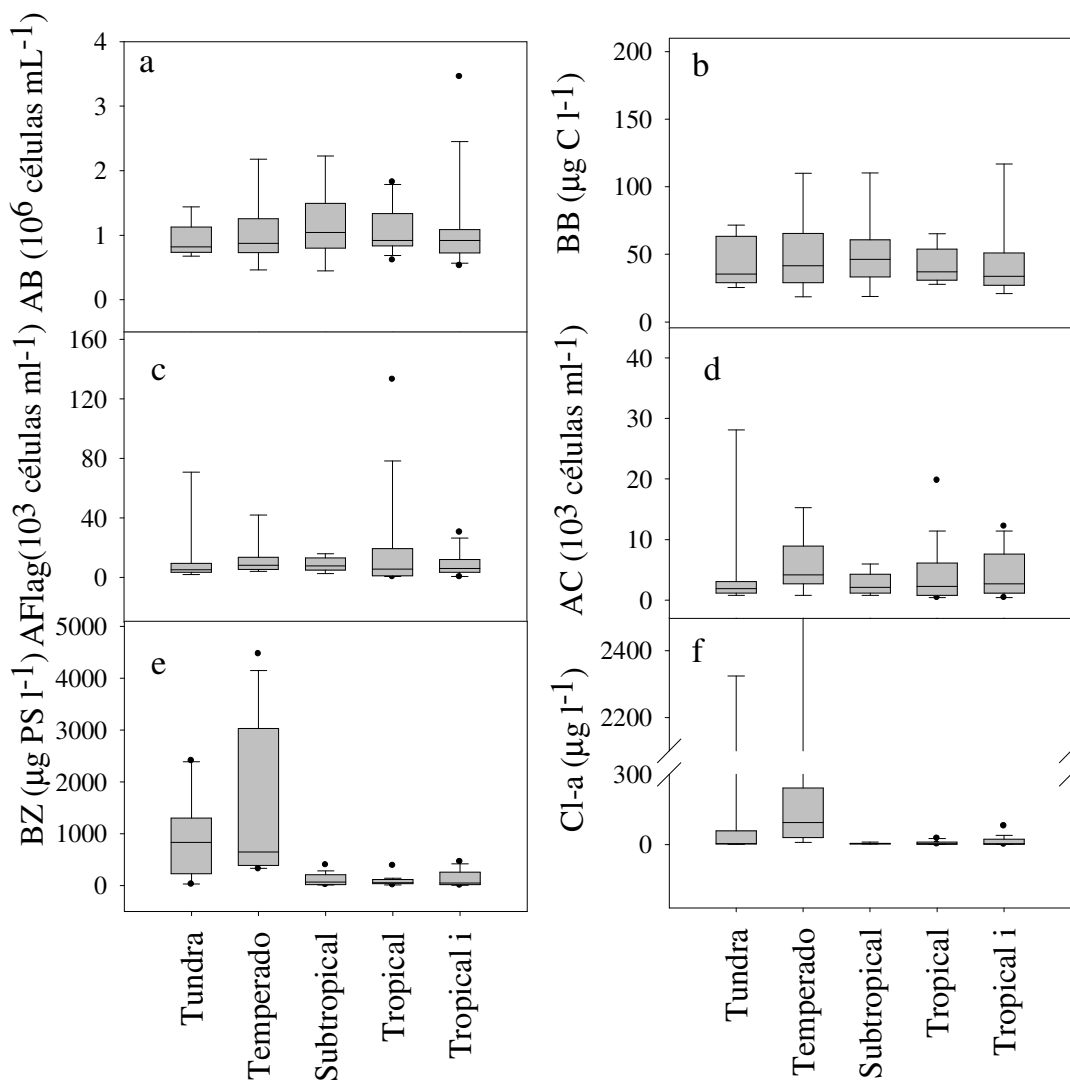 a
AB (10⁶ células mL⁻¹)
4
3
2
1
0
b
BB (µg C l⁻¹)
200
150
100
50
0
c
AFlag(10³ células ml⁻¹)
160
120
80
40
0
d
AC (10³ células ml⁻¹)
40
30
20
10
0
e
BZ (µg PS l⁻¹)
5000
4000
3000
2000
1000
0
f
Cl-a (µg l⁻¹)
2400
2200
300
0
Tundra
Temperado
Subtropical
Tropical
Tropical i
Tundra
Temperado
Subtropical
Tropical
Tropical i